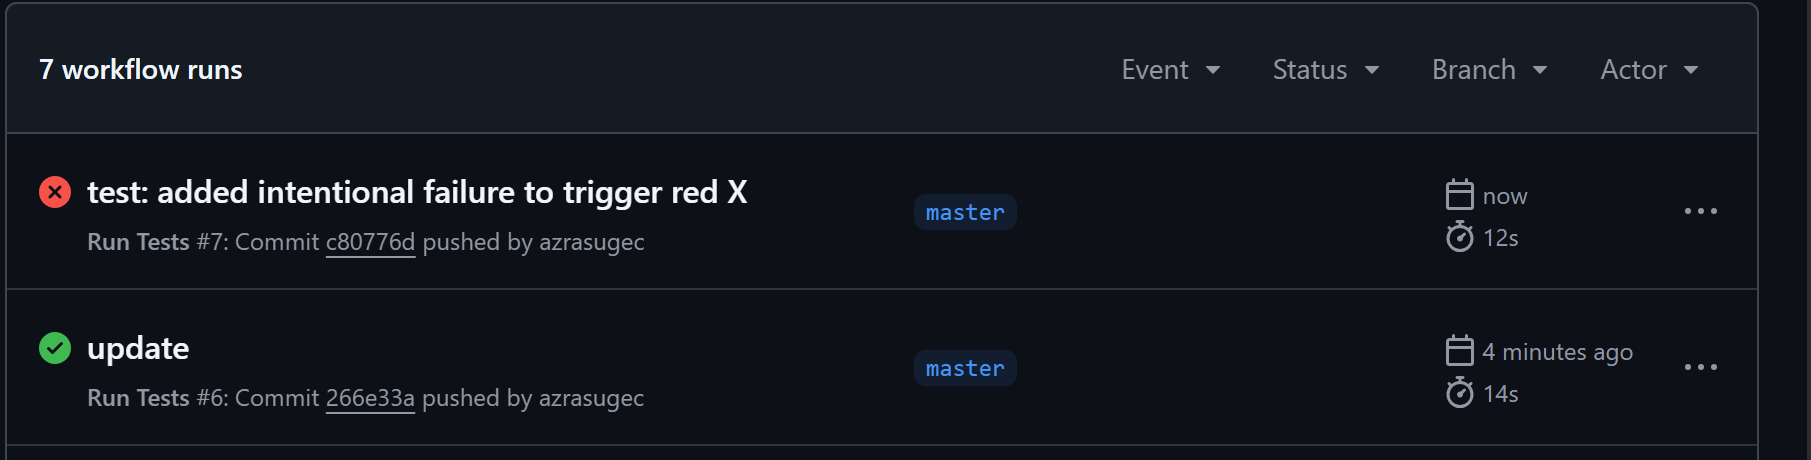 7 workflow runs
Event
Status
Branch
Actor
test: added intentional failure to trigger red X
Run Tests #7: Commit c80776d pushed by azrasugec
master
now
12s
update
Run Tests #6: Commit 266e33a pushed by azrasugec
master
4 minutes ago
14s